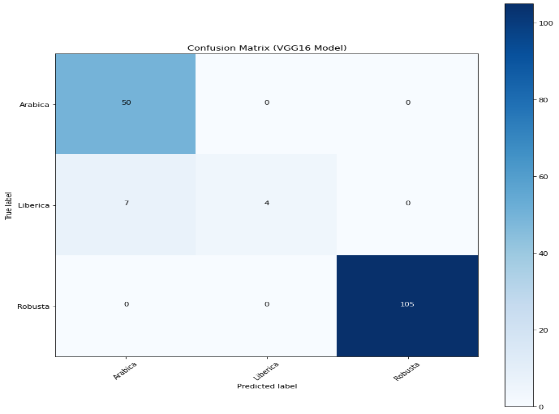 Confusion Matrix (VGG16 Model)
100
80
60
40
20
0
True label
Arabica
50
0
0
Liberica
7
4
0
Robusta
0
0
105
Arabica
Liberica
Robusta
Predicted label